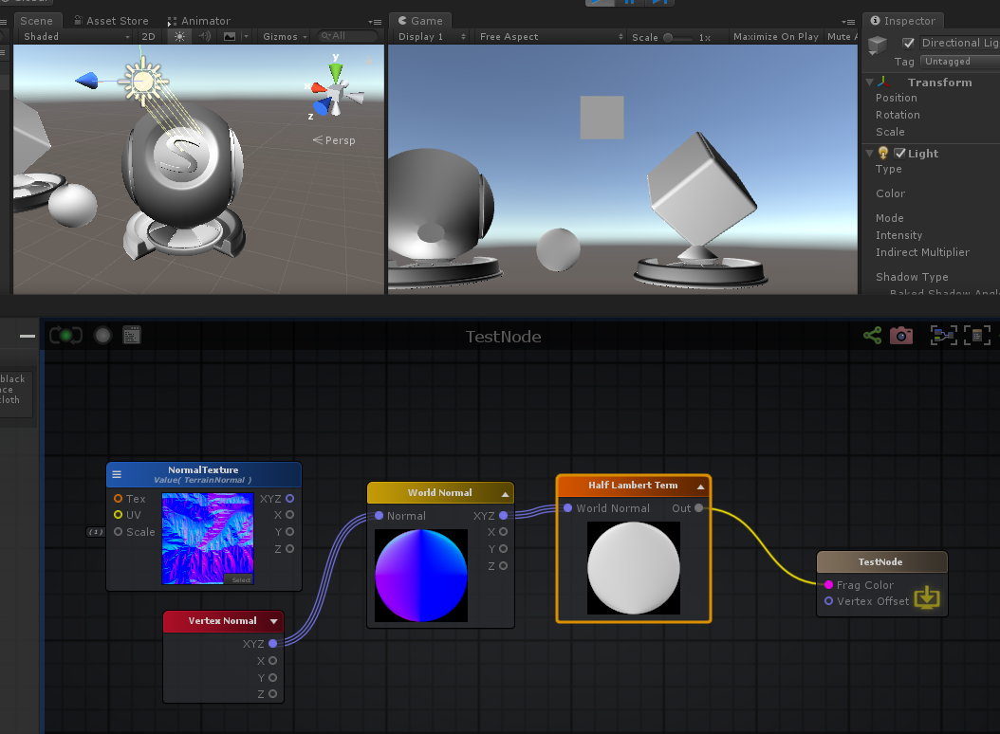 Scene Asset Store Animator
Game
Inspector
Shaded 2D Gizmos All
Display 1 Free Aspect Scale 1x Maximize On Play Mute A
Directional Lig
Tag Untagged
Transform
Position
Rotation
Scale
Light
Type
Color
Mode
Intensity
Indirect Multiplier
Shadow Type
Baked Shadow Angl
y
x
z
Persp
S
TestNode
black
ace
cloth
NormalTexture
Value( TerrainNormal )
Tex XYZ
UV X
( 1 ) Scale Y
Z
Select
Vertex Normal
XYZ
X
Y
Z
World Normal
Normal XYZ
X
Y
Z
Half Lambert Term
World Normal Out
TestNode
Frag Color
Vertex Offset